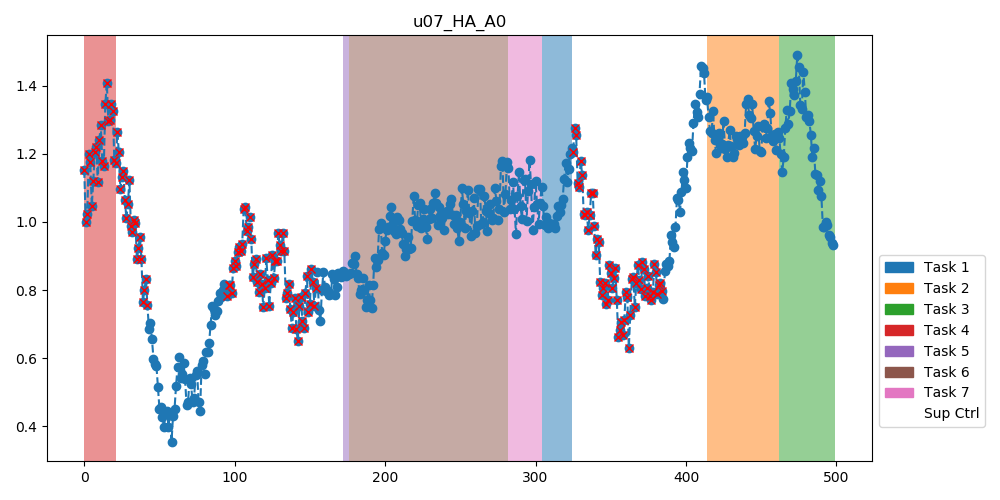 u07_HA_A0
1.4
1.2
1.0
0.8
0.6
0.4
0 100 200 300 400 500
Task 1
Task 2
Task 3
Task 4
Task 5
Task 6
Task 7
Sup Ctrl